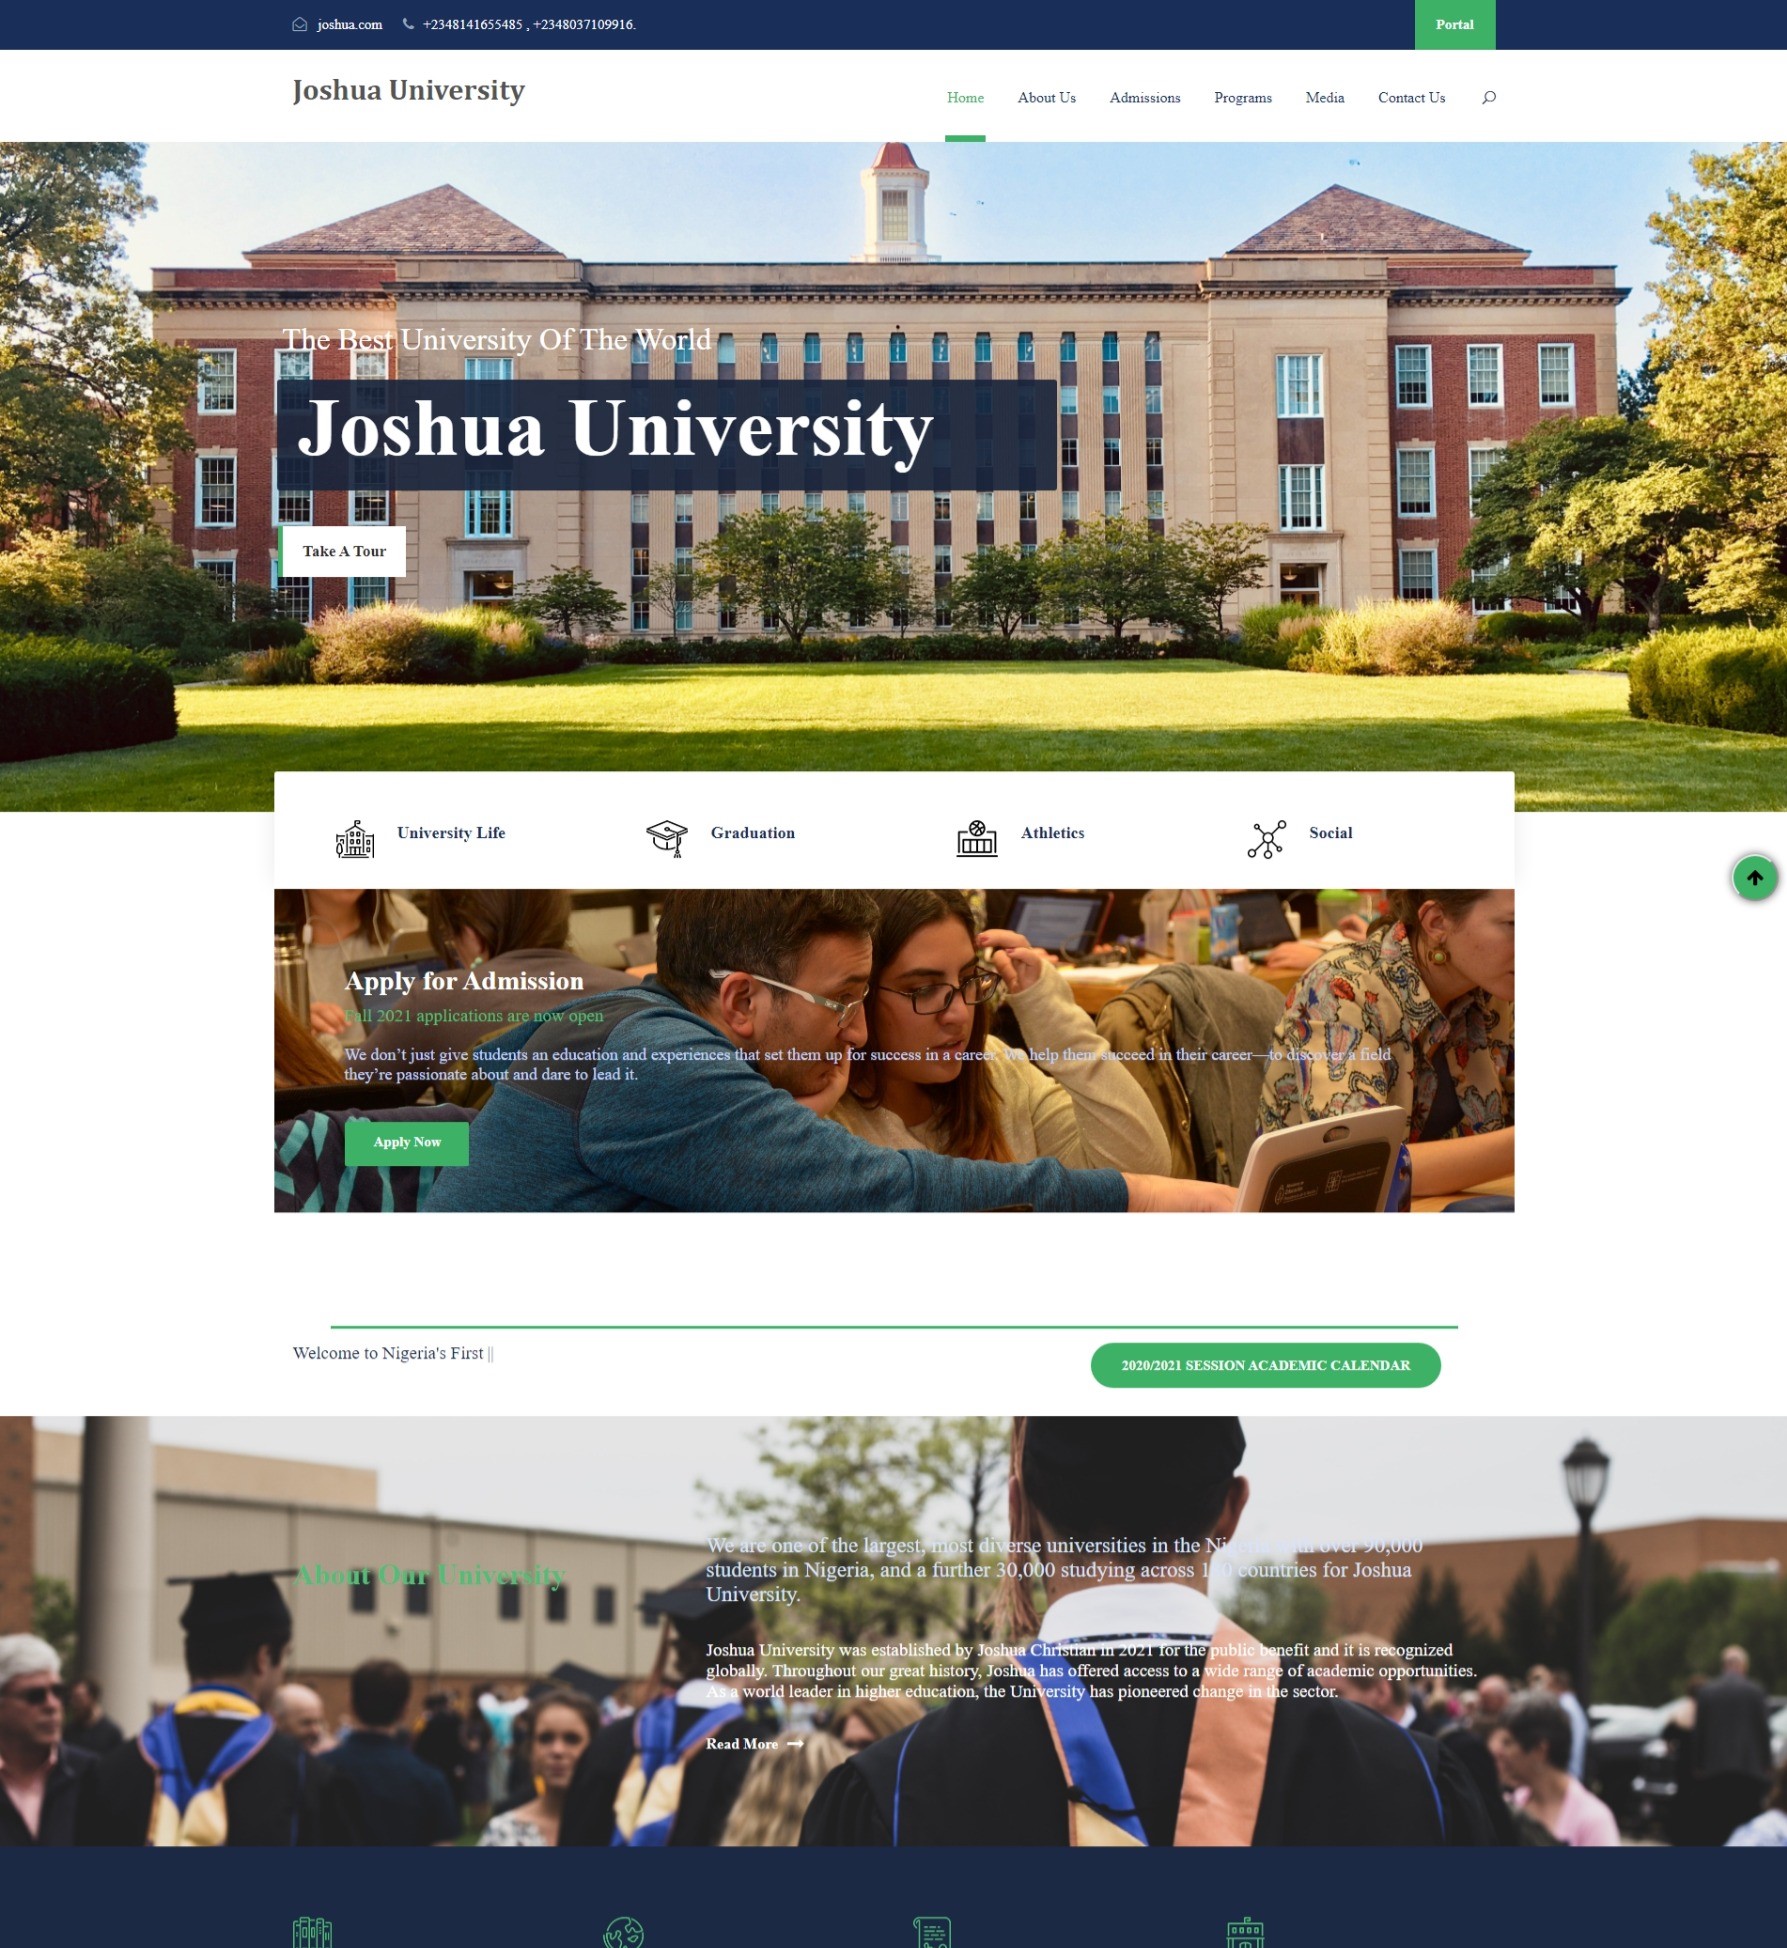 joshua.com +2348141655485 , +2348037109916.
Portal
Joshua University
Home About Us Admissions Programs Media Contact Us
The Best University Of The World
Joshua University
Take A Tour
University Life Graduation Athletics Social
Apply for Admission
Fall 2021 applications are now open
We don’t just give students an education and experiences that set them up for success in a career. We help them succeed in their career—to discover a field
they’re passionate about and dare to lead it.
Apply Now
Welcome to Nigeria's First ||
2020/2021 SESSION ACADEMIC CALENDAR
About Our University
We are one of the largest, most diverse universities in the Nigeria with over 90,000
students in Nigeria, and a further 30,000 studying across countries for Joshua
University.
Joshua University was established by Joshua Christian in 2021 for the public benefit and it is recognized
globally. Throughout our great history, Joshua has offered access to a wide range of academic opportunities.
As a world leader in higher education, the University has pioneered change in the sector.
Read More